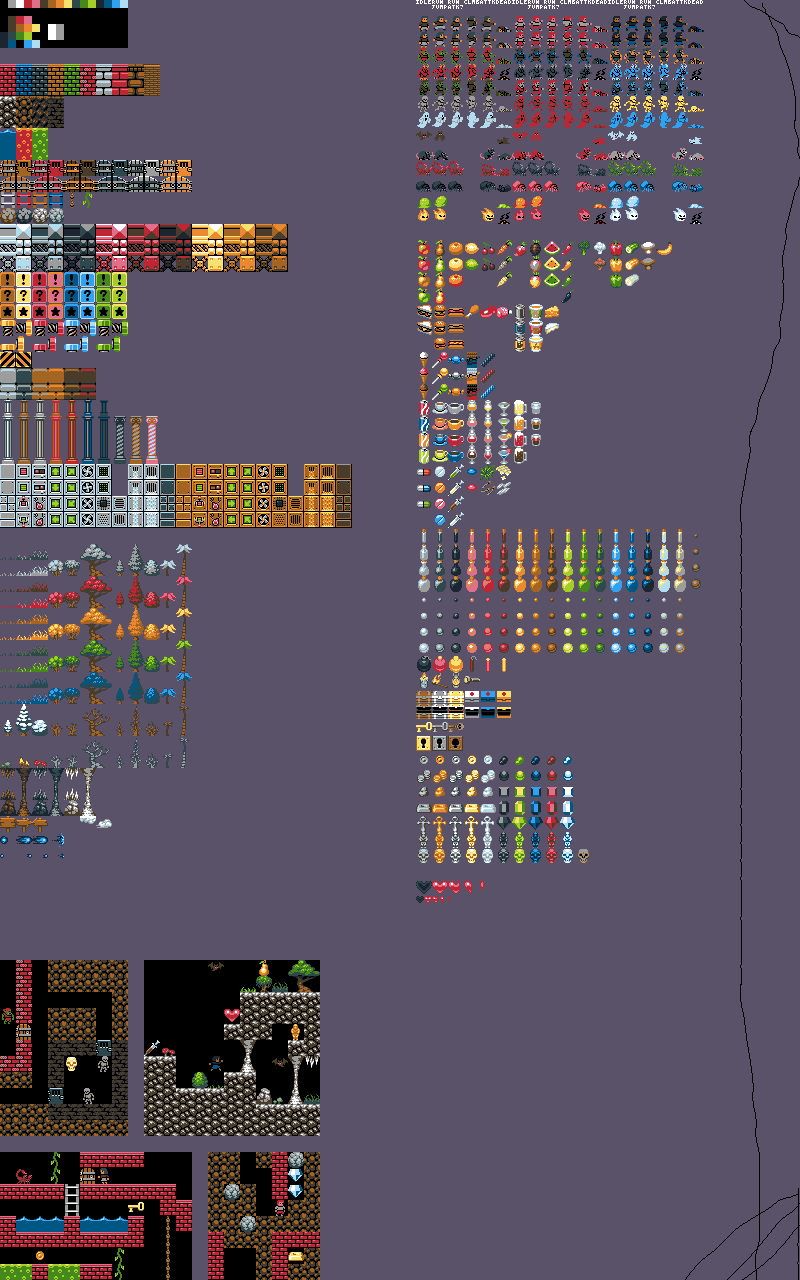 IDLERUN RUN CLMBATTKDEADIDLERUN RUN CLMBATTKDEADIDLERUN RUN CLMBATTKDEAD
JUMPATK? JUMPATK? JUMPATK?
! ! ! ! ! ! ! !
? ? ? ? ? ? ? ?